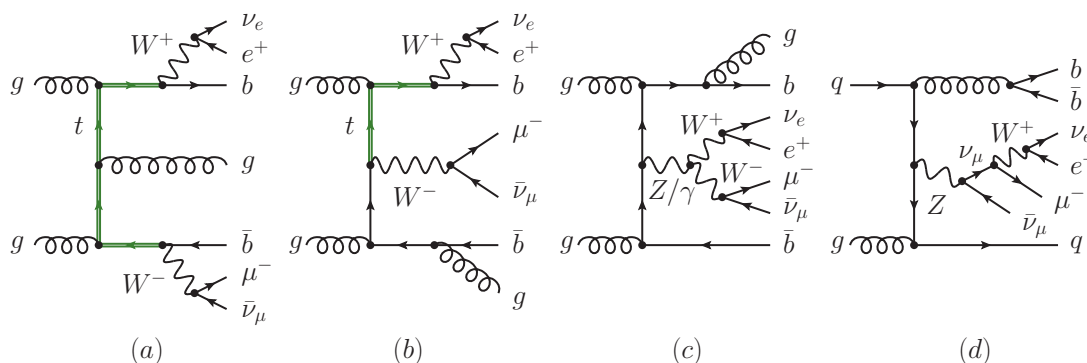 g
t
W⁺
ν_e
e⁺
b
g
g
b̄
W⁻
μ⁻
ν̄_μ
(a)
g
t
W⁺
ν_e
e⁺
b
μ⁻
W⁻
ν̄_μ
g
b̄
g
(b)
g
g
b
W⁺
ν_e
e⁺
Z/γ
W⁻
μ⁻
ν̄_μ
g
b̄
(c)
q
b
b̄
ν_μ
W⁺
ν_e
e⁺
μ⁻
Z
ν̄_μ
g
q
(d)